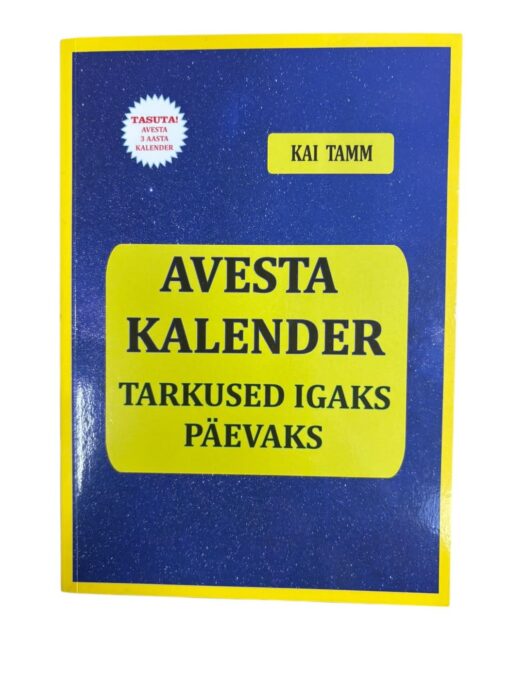 TASUTA!
AVESTA
3 AASTA
KALENDER
KAI TAMM
AVESTA
KALENDER
TARKUSED IGAKS
PÄEVAKS